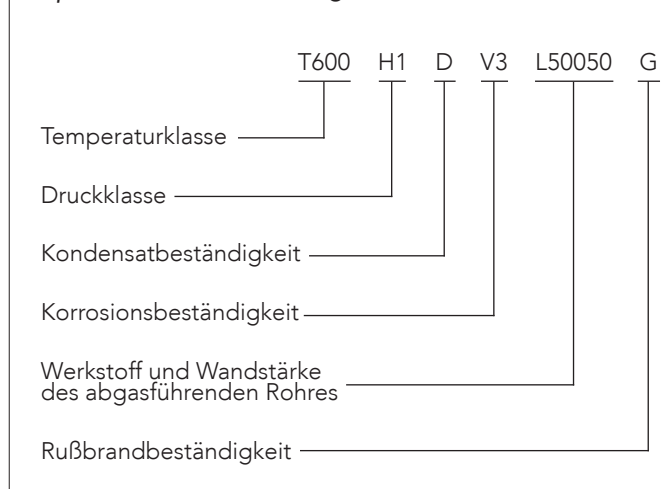 T600 H1 D V3 L50050 G
Temperaturklasse
Druckklasse
Kondensatbeständigkeit
Korrosionsbeständigkeit
Werkstoff und Wandstärke
des abgasführenden Rohres
Rußbrandbeständigkeit